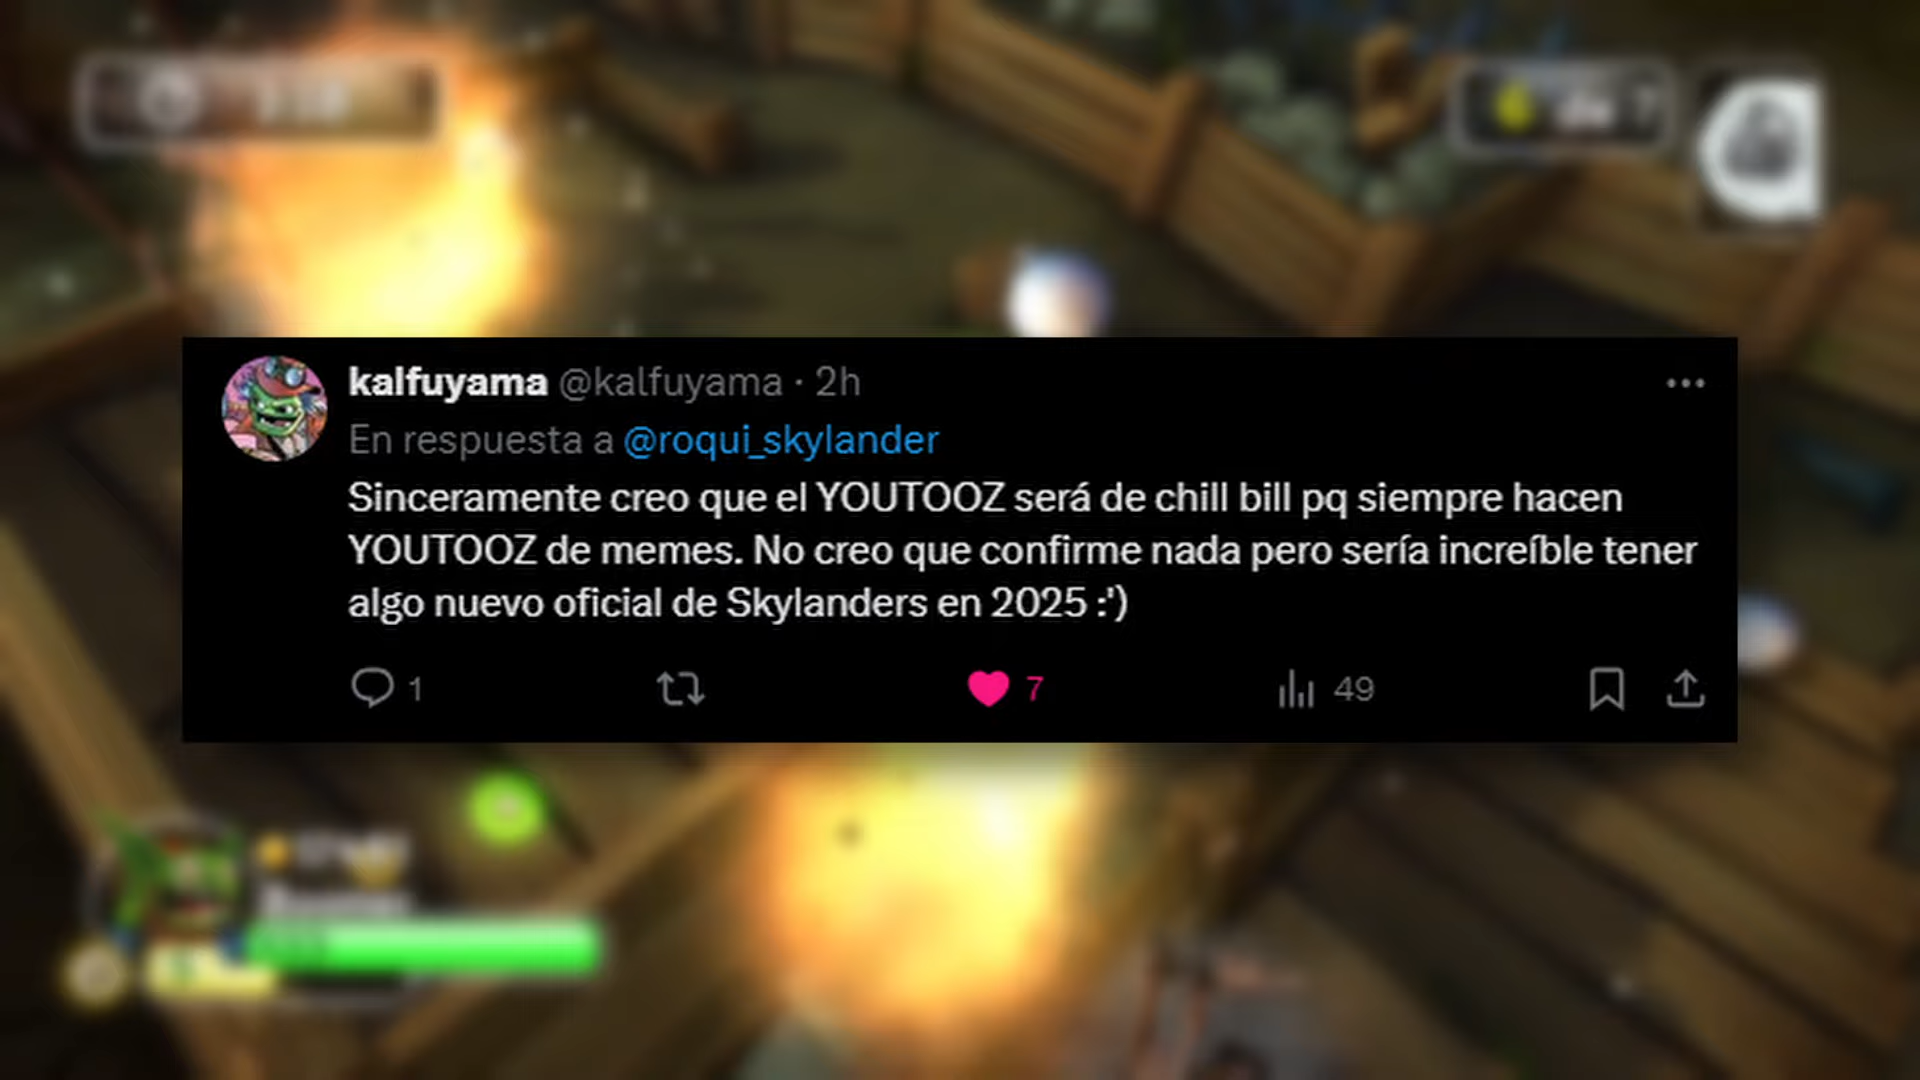 kalfuyama @kalfuyama · 2h
En respuesta a @roqui_skylander
Sinceramente creo que el YOUTOOZ será de chill bill pq siempre hacen
YOUTOOZ de memes. No creo que confirme nada pero sería increíble tener
algo nuevo oficial de Skylanders en 2025 :')
1 7 49